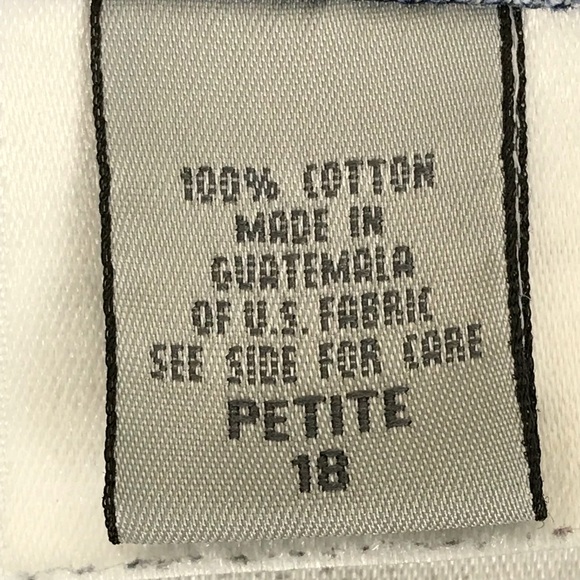 100% COTTON
MADE IN
GUATEMALA
OF U.S. FABRIC
SEE SIDE FOR CARE
PETITE
18